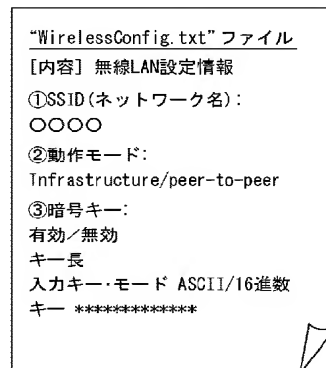 “WirelessConfig.txt”ファイル
[内容] 無線LAN設定情報
①SSID(ネットワーク名):
○○○○
②動作モード:
Infrastructure/peer-to-peer
③暗号キー:
有効/無効
キー長
入力キー・モード ASCII/16進数
キー *************